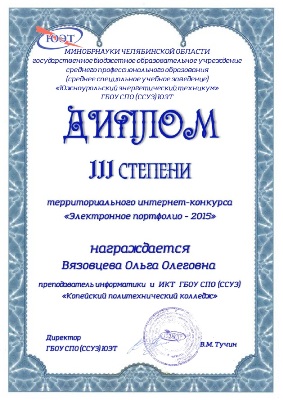 ЮЭТ
МИНОБРНАУКИ ЧЕЛЯБИНСКОЙ ОБЛАСТИ
государственное бюджетное образовательное учреждение
среднего профессионального образования
(среднее специальное учебное заведение)
«Южноуральский энергетический техникум»
ГБОУ СПО (ССУЗ) ЮЭТ
ДИПЛОМ
III СТЕПЕНИ
территориального интернет-конкурса
«Электронное портфолио - 2015»
награждается
Вязовцева Ольга Олеговна
преподаватель информатики и ИКТ ГБОУ СПО (ССУЗ)
«Копейский политехнический колледж»
Директор
ГБОУ СПО (ССУЗ) ЮЭТ
В.М. Тучин